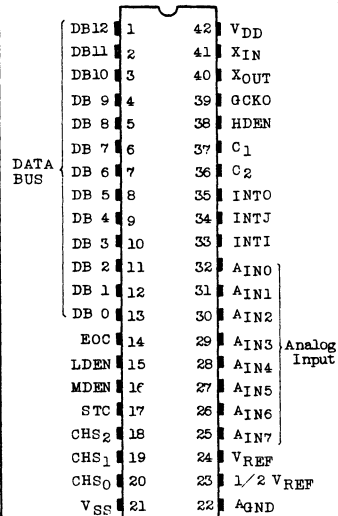 DB12 1 42 VDD
DB11 2 41 XIN
DB10 3 40 XOUT
DB 9 4 39 GCKO
DB 8 5 38 HDEN
DB 7 6 37 C1
DATA BUS DB 6 7 36 C2
DB 5 8 35 INTO
DB 4 9 34 INTJ
DB 3 10 33 INTI
DB 2 11 32 AIN0
DB 1 12 31 AIN1
DB 0 13 30 AIN2
EOC 14 29 AIN3 Analog Input
LDEN 15 28 AIN4
MDEN 16 27 AIN5
STC 17 26 AIN6
CHS2 18 25 AIN7
CHS1 19 24 VREF
CHS0 20 23 1/2 VREF
VSS 21 22 AGND